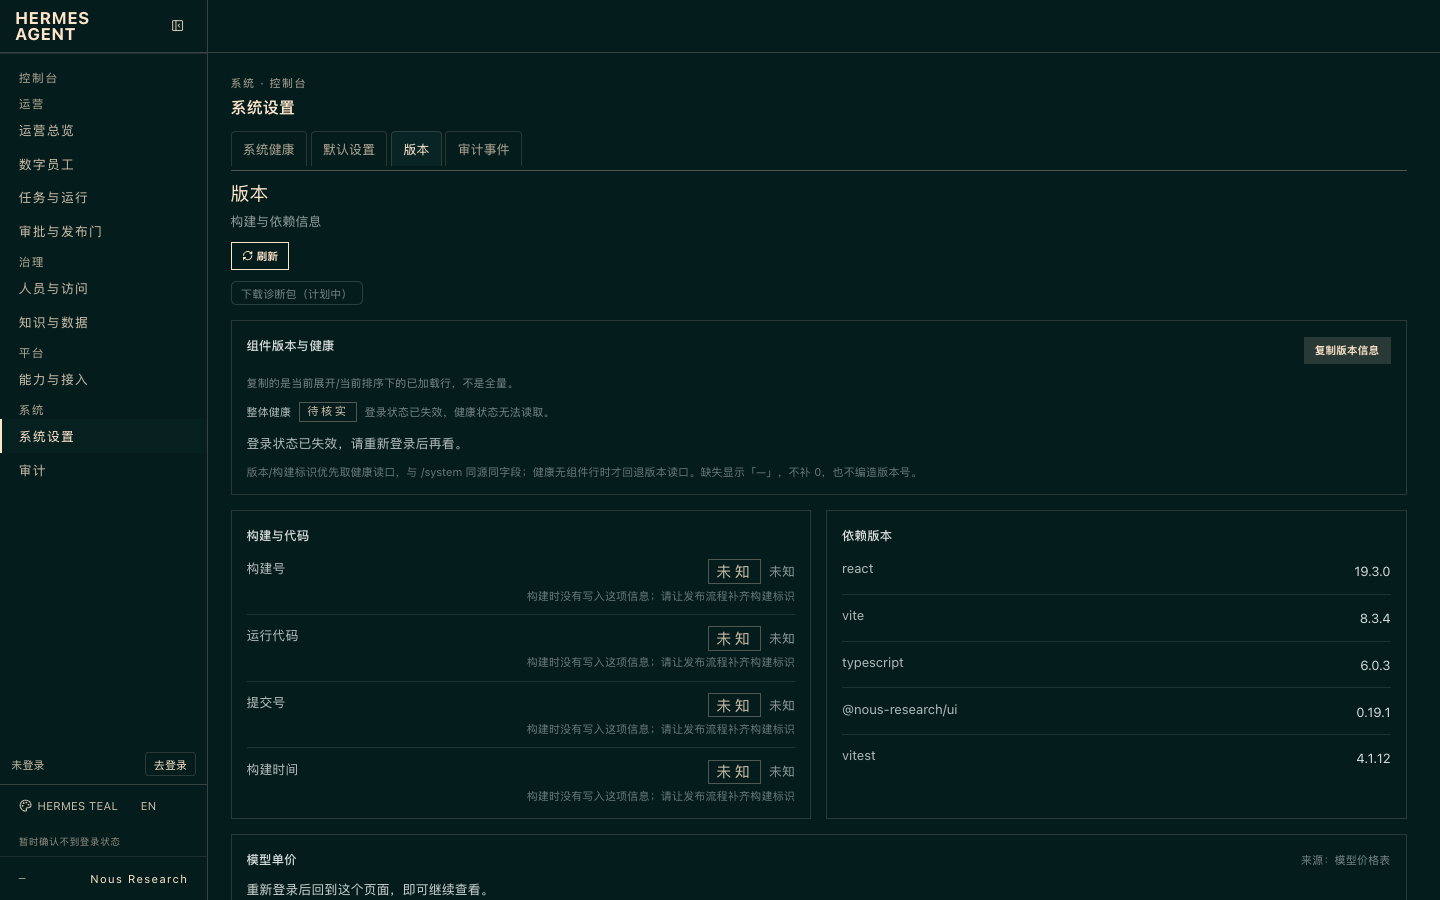 HERMES
AGENT
控制台
运营
运营总览
数字员工
任务与运行
审批与发布门
治理
人员与访问
知识与数据
平台
能力与接入
系统
系统设置
审计
未登录
去登录
HERMES TEAL
EN
暂时确认不到登录状态
—
Nous Research
系统 · 控制台
系统设置
系统健康
默认设置
版本
审计事件
版本
构建与依赖信息
刷新
下载诊断包（计划中）
组件版本与健康
复制版本信息
复制的是当前展开/当前排序下的已加载行，不是全量。
整体健康 待核实 登录状态已失效，健康状态无法读取。
登录状态已失效，请重新登录后再看。
版本/构建标识优先取健康读口，与 /system 同源同字段；健康无组件行时才回退版本读口。缺失显示「—」，不补 0，也不编造版本号。
构建与代码
构建号 未知 未知
构建时没有写入这项信息；请让发布流程补齐构建标识
运行代码 未知 未知
构建时没有写入这项信息；请让发布流程补齐构建标识
提交号 未知 未知
构建时没有写入这项信息；请让发布流程补齐构建标识
构建时间 未知 未知
构建时没有写入这项信息；请让发布流程补齐构建标识
依赖版本
react 19.3.0
vite 8.3.4
typescript 6.0.3
@nous-research/ui 0.19.1
vitest 4.1.12
模型单价
来源：模型价格表
重新登录后回到这个页面，即可继续查看。